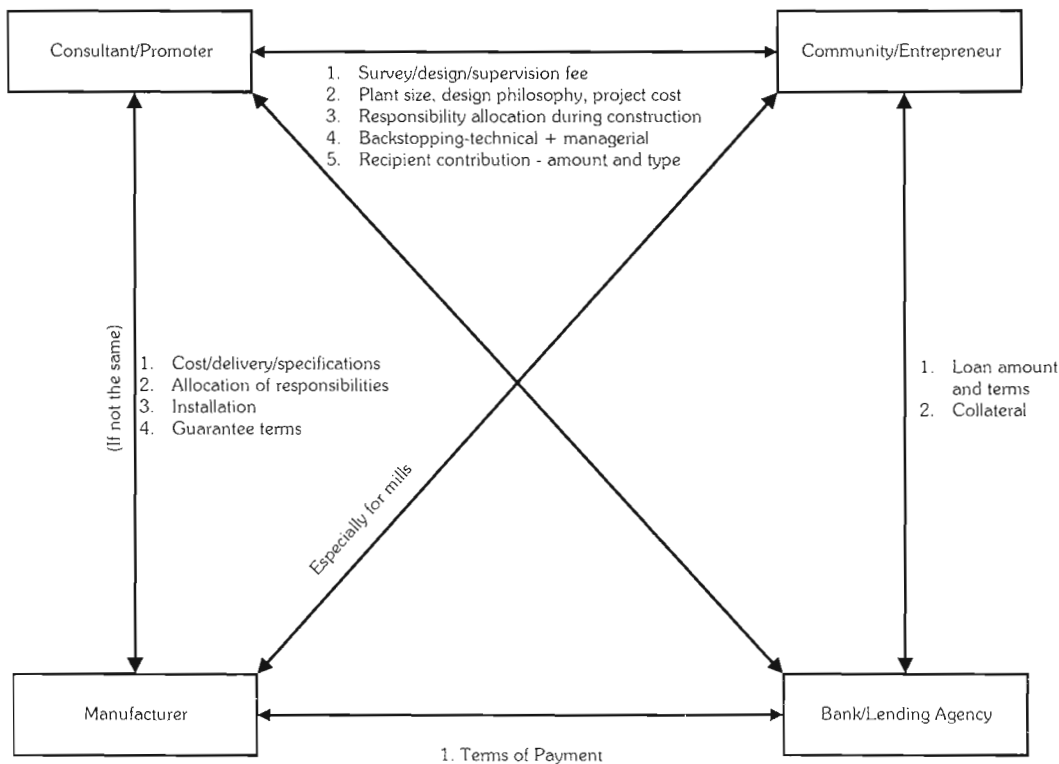 Consultant/Promoter
Community/Entrepreneur
1. Survey/design/supervision fee
2. Plant size, design philosophy, project cost
3. Responsibility allocation during construction
4. Backstopping-technical + managerial
5. Recipient contribution - amount and type
(If not the same)
1. Cost/delivery/specifications
2. Allocation of responsibilities
3. Installation
4. Guarantee terms
1. Loan amount
and terms
2. Collateral
Especially for mills
Manufacturer
Bank/Lending Agency
1. Terms of Payment